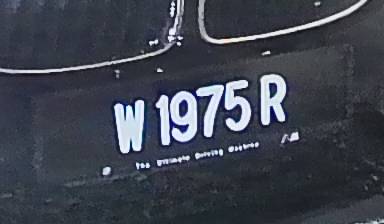 W 1975 R
The Ultimate Driving Machine